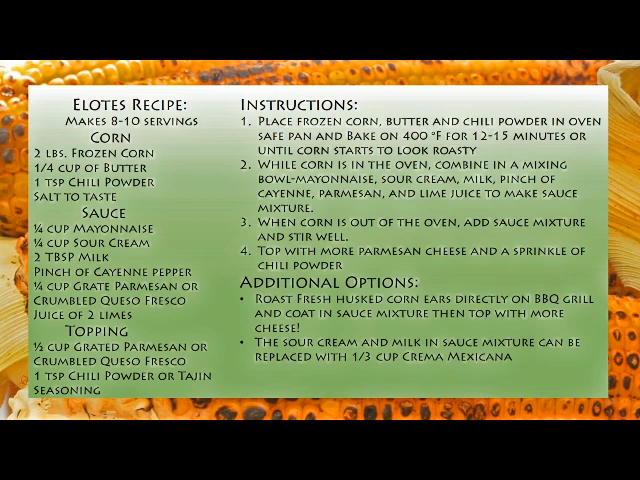 Elotes Recipe:
Makes 8-10 servings
Corn
2 lbs. Frozen Corn
1/4 cup of Butter
1 tsp Chili Powder
Salt to taste
Sauce
¼ cup Mayonnaise
¼ cup Sour Cream
2 TBSP Milk
Pinch of Cayenne pepper
¼ cup Grate Parmesan or
Crumbled Queso Fresco
Juice of 2 limes
Topping
½ cup Grated Parmesan or
Crumbled Queso Fresco
1 tsp Chili Powder or Tajin
Seasoning
Instructions:
1. Place frozen corn, butter and chili powder in oven
safe pan and Bake on 400 °F for 12-15 minutes or
until corn starts to look roasty
2. While corn is in the oven, combine in a mixing
bowl-mayonnaise, sour cream, milk, pinch of
cayenne, parmesan, and lime juice to make sauce
mixture.
3. When corn is out of the oven, add sauce mixture
and stir well.
4. Top with more parmesan cheese and a sprinkle of
chili powder
Additional Options:
• Roast Fresh husked corn ears directly on BBQ grill
and coat in sauce mixture then top with more
cheese!
• The sour cream and milk in sauce mixture can be
replaced with 1/3 cup Crema Mexicana